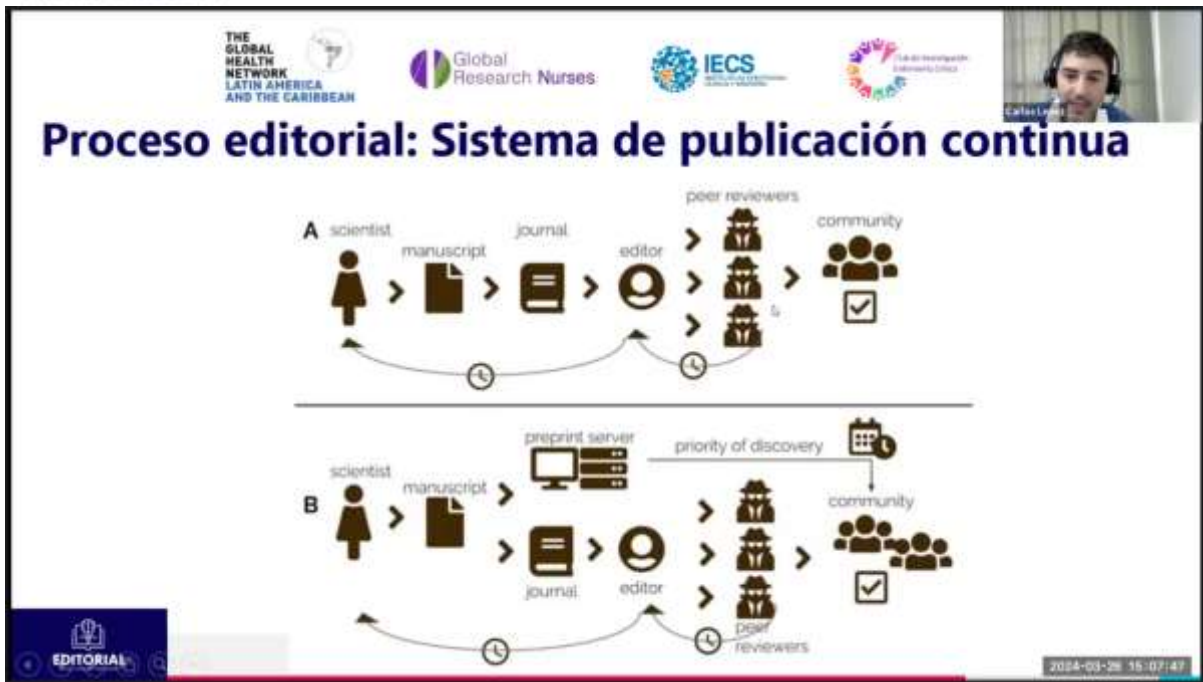 THE
GLOBAL
HEALTH
NETWORK
LATIN AMERICA
AND THE CARIBBEAN
Global
Research Nurses
IECS
Proceso editorial: Sistema de publicación continua
A
scientist
manuscript
journal
editor
peer reviewers
community
B
scientist
manuscript
preprint server
priority of discovery
journal
editor
peer
reviewers
community
EDITORIAL
2024-03-26 15:07:47